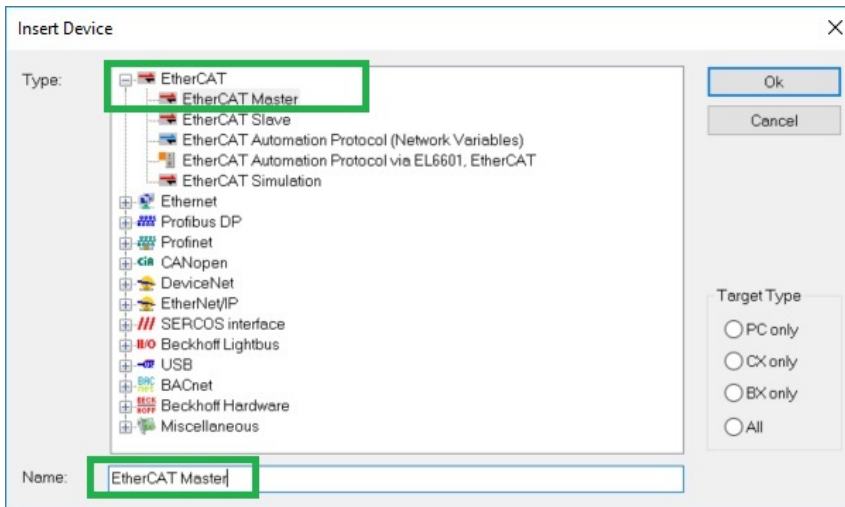 Insert Device
Type:
EtherCAT
EtherCAT Master
EtherCAT Slave
EtherCAT Automation Protocol (Network Variables)
EtherCAT Automation Protocol via EL6601, EtherCAT
EtherCAT Simulation
Ethernet
Profibus DP
Profinet
CANopen
DeviceNet
EtherNet/IP
SERCOS interface
Beckhoff Lightbus
USB
BACnet
Beckhoff Hardware
Miscellaneous
Ok
Cancel
Target Type
PC only
CX only
BX only
All
Name:
EtherCAT Master